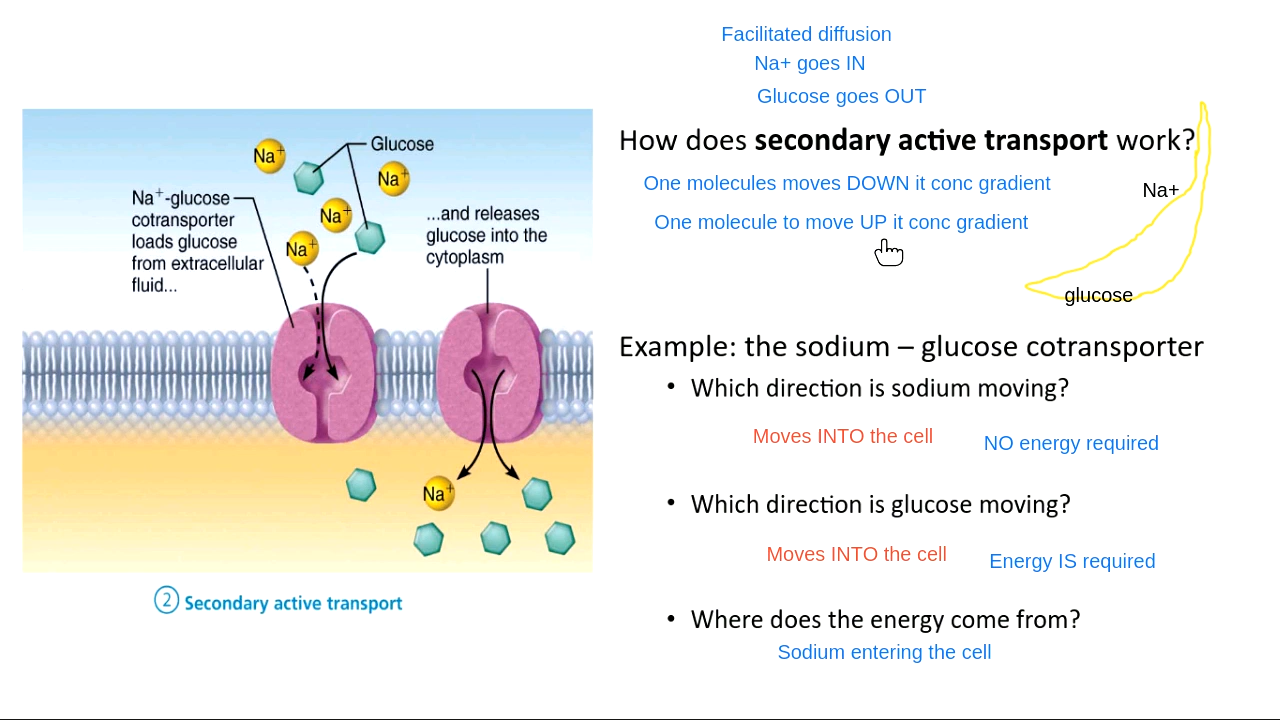 Facilitated diffusion
Na+ goes IN
Glucose goes OUT
How does secondary active transport work?
One molecules moves DOWN it conc gradient
One molecule to move UP it conc gradient
Na+
glucose
Example: the sodium – glucose cotransporter
• Which direction is sodium moving?
Moves INTO the cell
NO energy required
• Which direction is glucose moving?
Moves INTO the cell
Energy IS required
• Where does the energy come from?
Sodium entering the cell
Glucose
Na+
Na+
Na+
Na+
Na+-glucose
cotransporter
loads glucose
from extracellular
fluid...
...and releases
glucose into the
cytoplasm
Na+
2 Secondary active transport